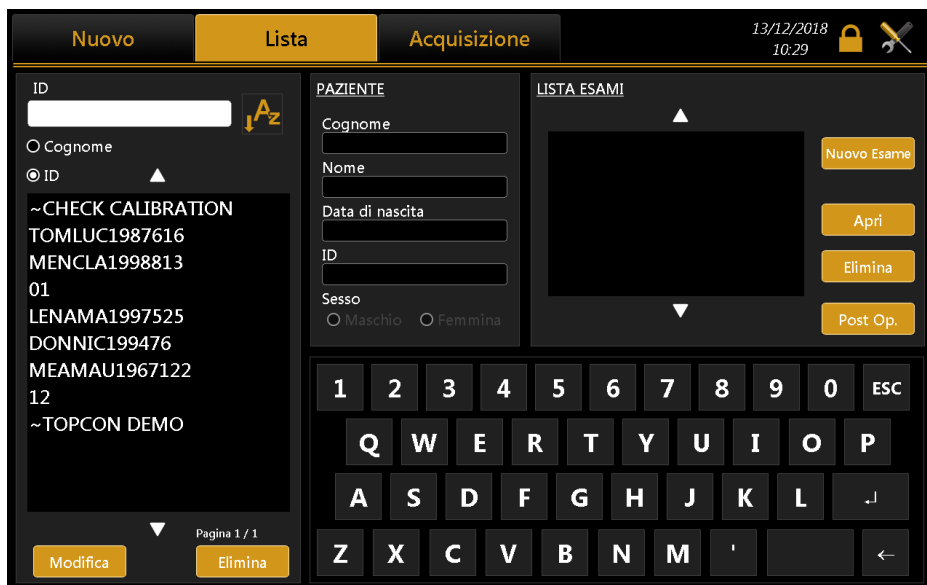 Nuovo
Lista
Acquisizione
13/12/2018
10:29
ID
Az
Cognome
ID
~CHECK CALIBRATION
TOMLUC1987616
MENCLA1998813
01
LENAMA1997525
DONNIC199476
MEAMAU1967122
12
~TOPCON DEMO
Pagina 1 / 1
Modifica
Elimina
PAZIENTE
Cognome
Nome
Data di nascita
ID
Sesso
Maschio Femmina
LISTA ESAMI
Nuovo Esame
Apri
Elimina
Post Op.
1 2 3 4 5 6 7 8 9 0 ESC
Q W E R T Y U I O P
A S D F G H J K L
Z X C V B N M '